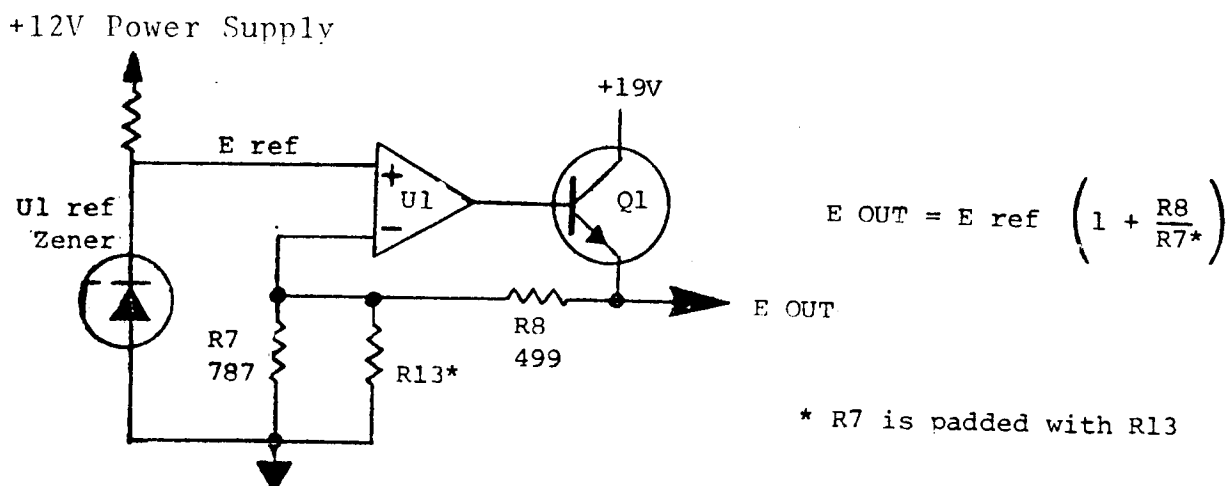 +12V Power Supply
+19V
E ref
+
U1
-
Q1
U1 ref
Zener
E OUT = E ref (1 + R8/R7*)
E OUT
R7
787
R13*
R8
499
* R7 is padded with R13